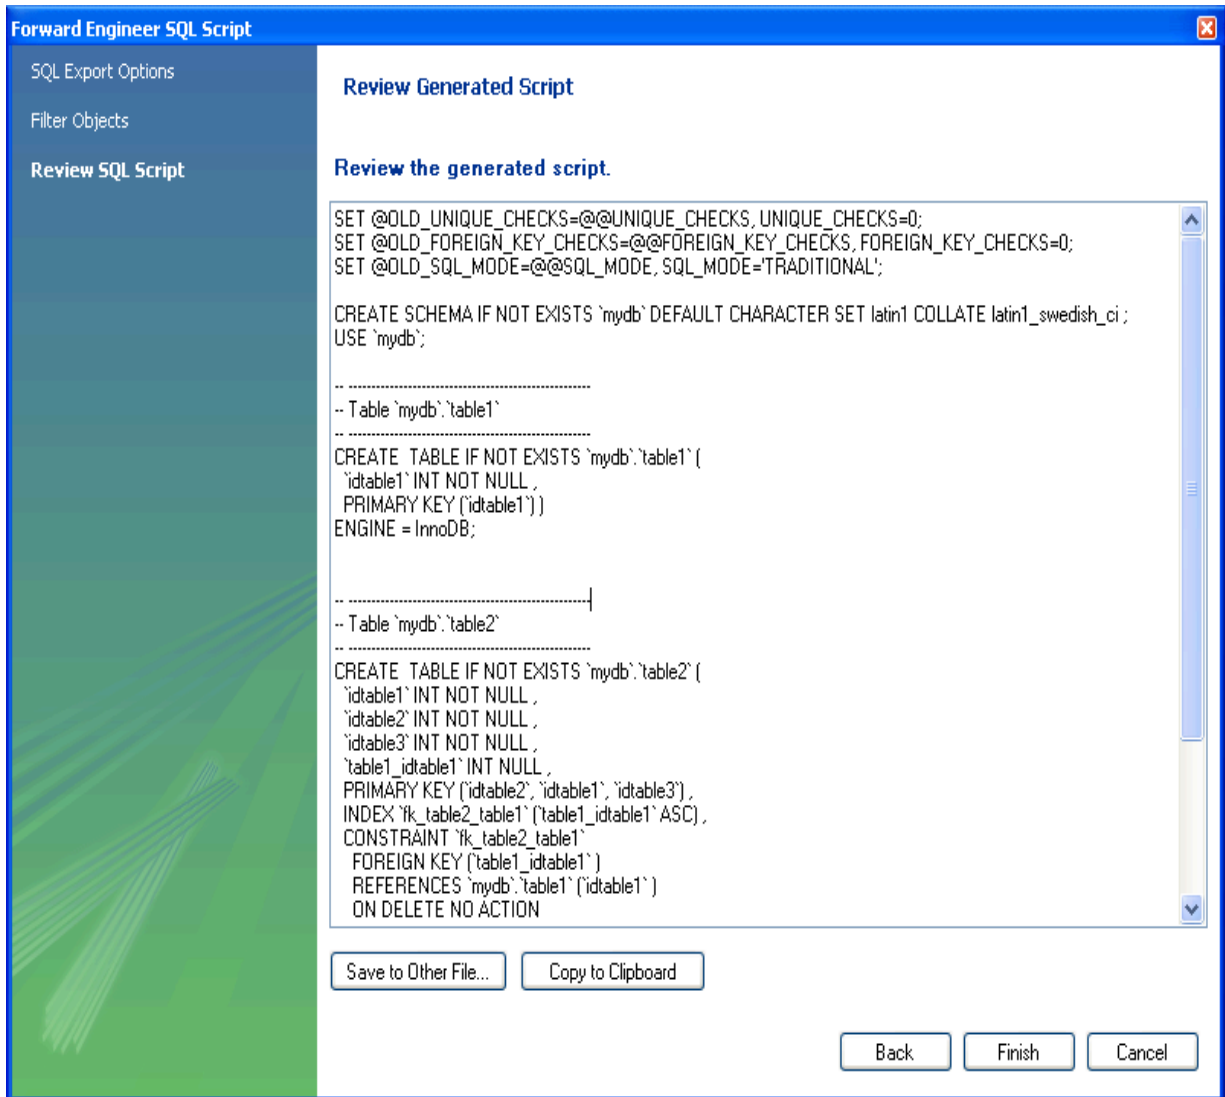 Forward Engineer SQL Script
SQL Export Options
Filter Objects
Review SQL Script
Review Generated Script
Review the generated script.
SET @OLD_UNIQUE_CHECKS=@@UNIQUE_CHECKS, UNIQUE_CHECKS=0;
SET @OLD_FOREIGN_KEY_CHECKS=@@FOREIGN_KEY_CHECKS, FOREIGN_KEY_CHECKS=0;
SET @OLD_SQL_MODE=@@SQL_MODE, SQL_MODE='TRADITIONAL';
CREATE SCHEMA IF NOT EXISTS `mydb` DEFAULT CHARACTER SET latin1 COLLATE latin1_swedish_ci ;
USE `mydb`;
-- -----------------------------------------------------
-- Table `mydb`.`table1`
-- -----------------------------------------------------
CREATE  TABLE IF NOT EXISTS `mydb`.`table1` (
  `idtable1` INT NOT NULL ,
  PRIMARY KEY (`idtable1`) )
ENGINE = InnoDB;
-- -----------------------------------------------------
-- Table `mydb`.`table2`
-- -----------------------------------------------------
CREATE  TABLE IF NOT EXISTS `mydb`.`table2` (
  `idtable1` INT NOT NULL ,
  `idtable2` INT NOT NULL ,
  `idtable3` INT NOT NULL ,
  `table1_idtable1` INT NULL ,
  PRIMARY KEY (`idtable2`, `idtable1`, `idtable3`) ,
  INDEX `fk_table2_table1` (`table1_idtable1` ASC) ,
  CONSTRAINT `fk_table2_table1`
    FOREIGN KEY (`table1_idtable1` )
    REFERENCES `mydb`.`table1` (`idtable1` )
    ON DELETE NO ACTION
Save to Other File...
Copy to Clipboard
Back
Finish
Cancel